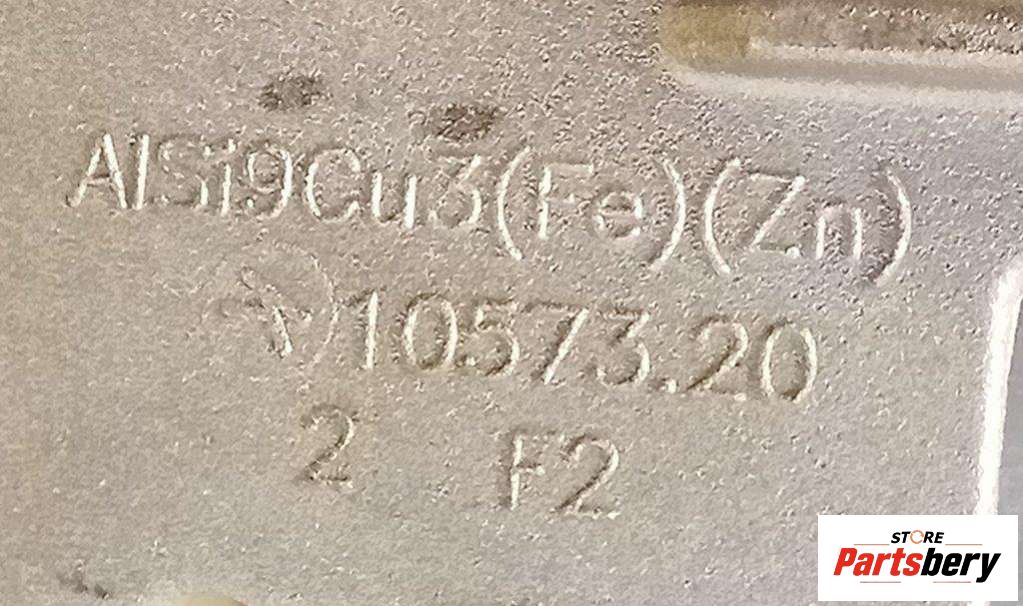 AlSi9Cu3(Fe)(Zn)
10573.20
2 F2
STORE
Partsbery